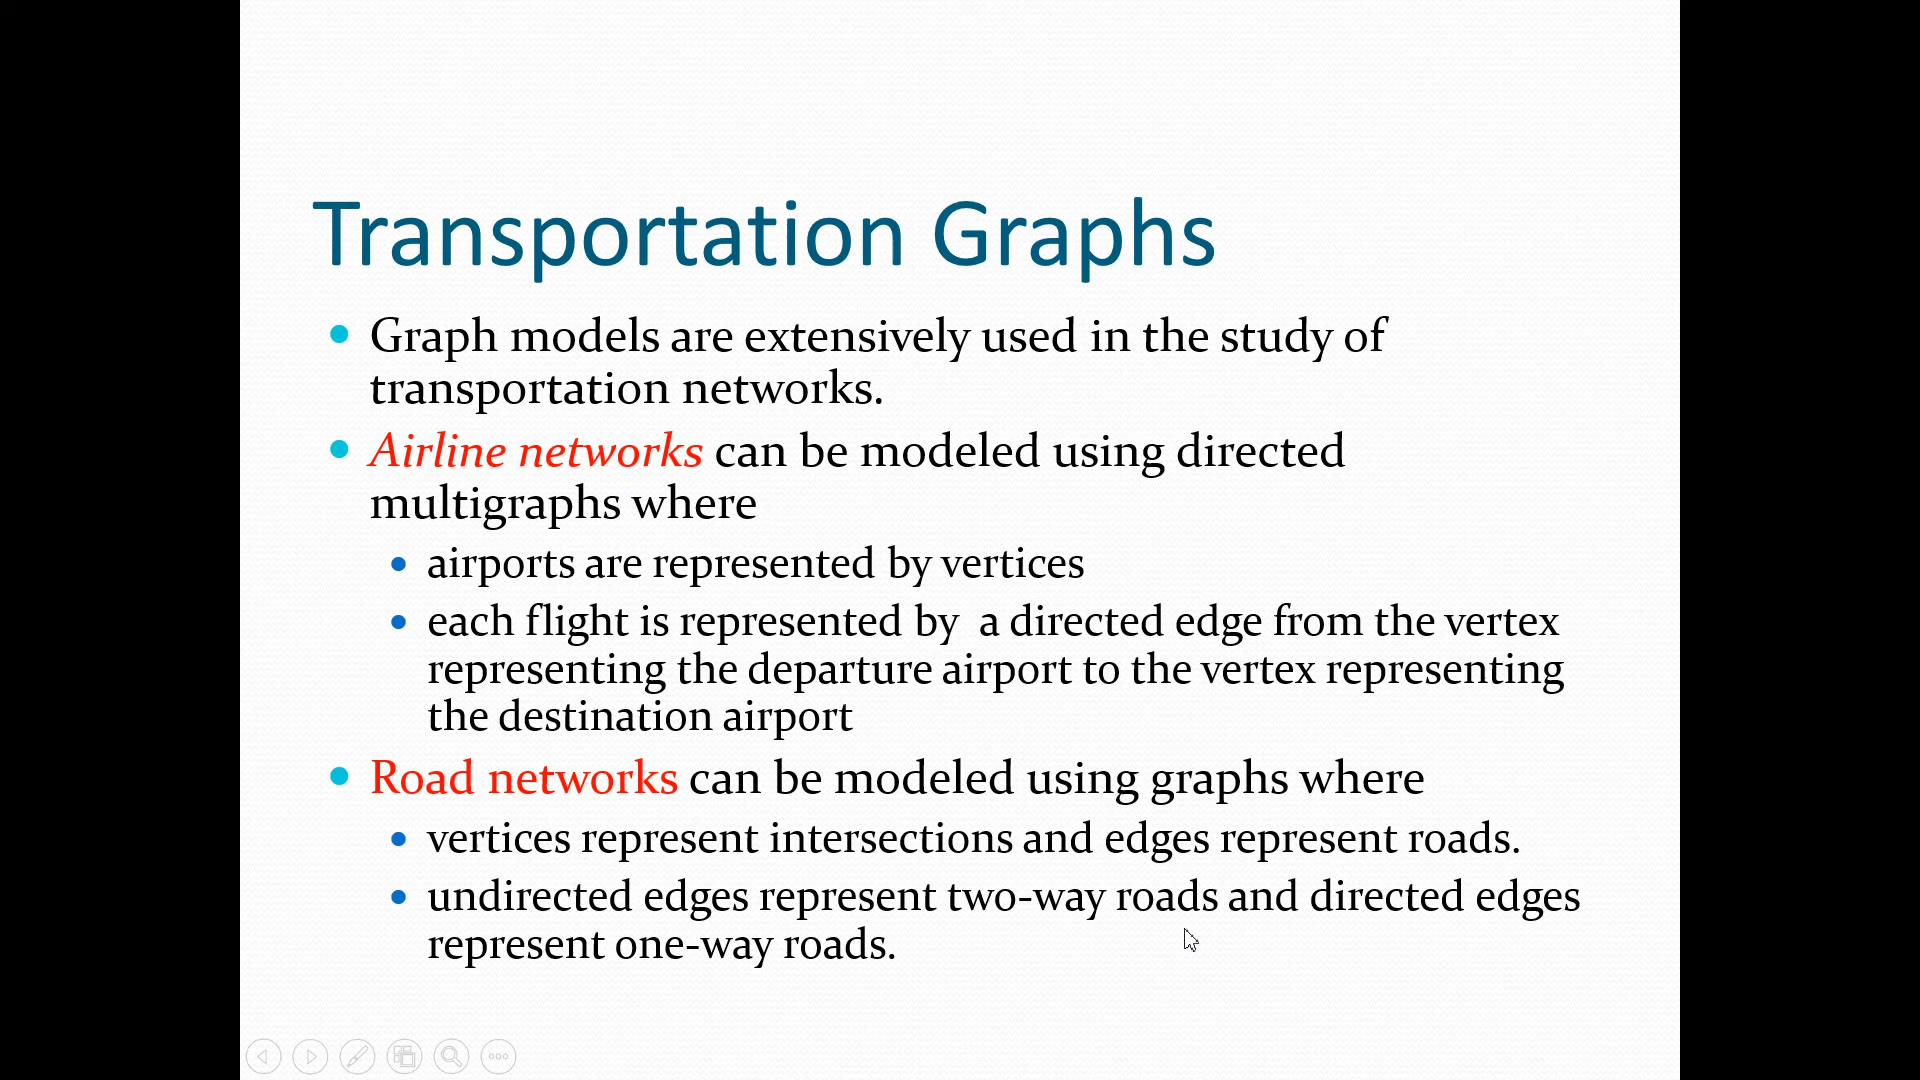 Transportation Graphs
Graph models are extensively used in the study of
transportation networks.
Airline networks can be modeled using directed
multigraphs where
airports are represented by vertices
each flight is represented by  a directed edge from the vertex
representing the departure airport to the vertex representing
the destination airport
Road networks can be modeled using graphs where
vertices represent intersections and edges represent roads.
undirected edges represent two-way roads and directed edges
represent one-way roads.